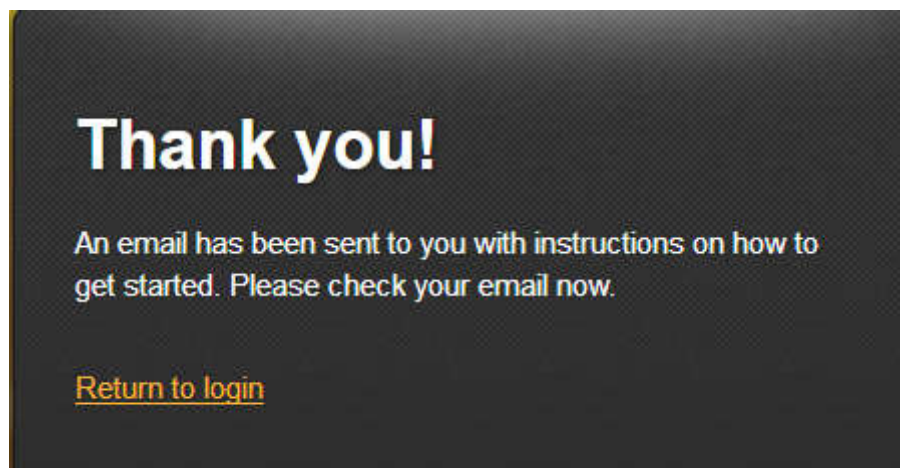 Thank you!
An email has been sent to you with instructions on how to
get started. Please check your email now.
Return to login